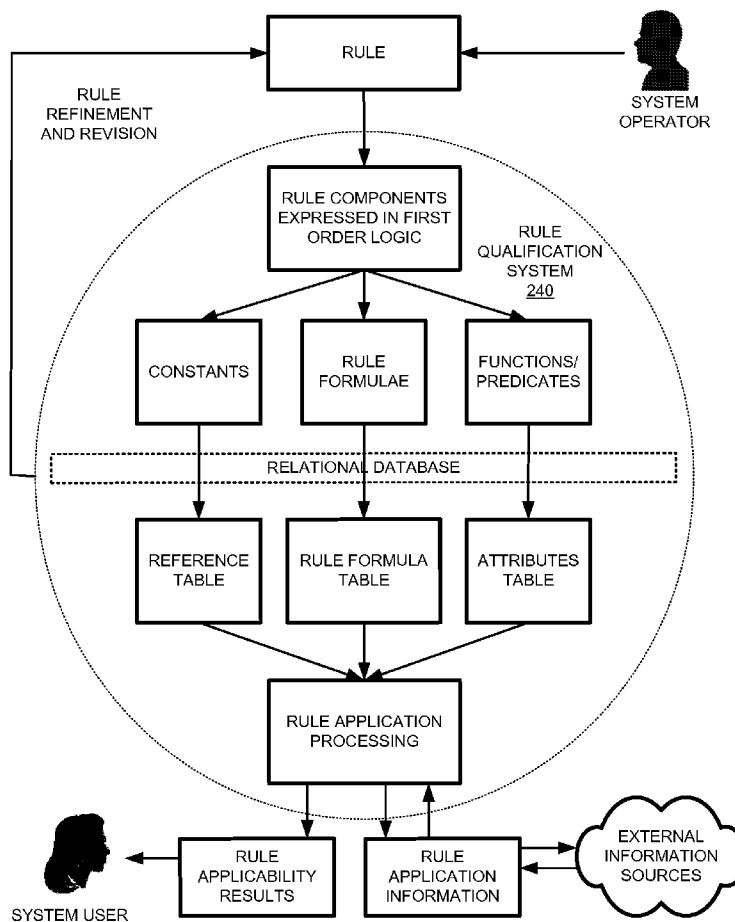 RULE
SYSTEM
OPERATOR
RULE
REFINEMENT
AND REVISION
RULE COMPONENTS
EXPRESSED IN FIRST
ORDER LOGIC
RULE
QUALIFICATION
SYSTEM
240
CONSTANTS
RULE
FORMULAE
FUNCTIONS/
PREDICATES
RELATIONAL DATABASE
REFERENCE
TABLE
RULE FORMULA
TABLE
ATTRIBUTES
TABLE
RULE APPLICATION
PROCESSING
RULE
APPLICABILITY
RESULTS
RULE
APPLICATION
INFORMATION
EXTERNAL
INFORMATION
SOURCES
SYSTEM USER